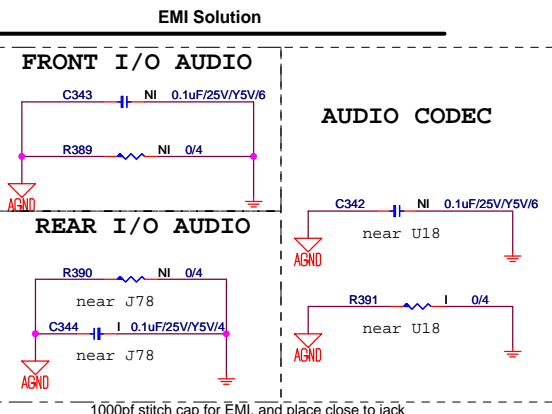 EMI Solution
FRONT I/O AUDIO
C343 NI 0.1uF/25V/Y5V/6
R389 NI 0/4
AGND
REAR I/O AUDIO
R390 NI 0/4
near J78
C344 I 0.1uF/25V/Y5V/4
near J78
AGND
AUDIO CODEC
C342 NI 0.1uF/25V/Y5V/6
near U18
AGND
R391 I 0/4
near U18
AGND
1000pf stitch cap for EMI, and place close to jack